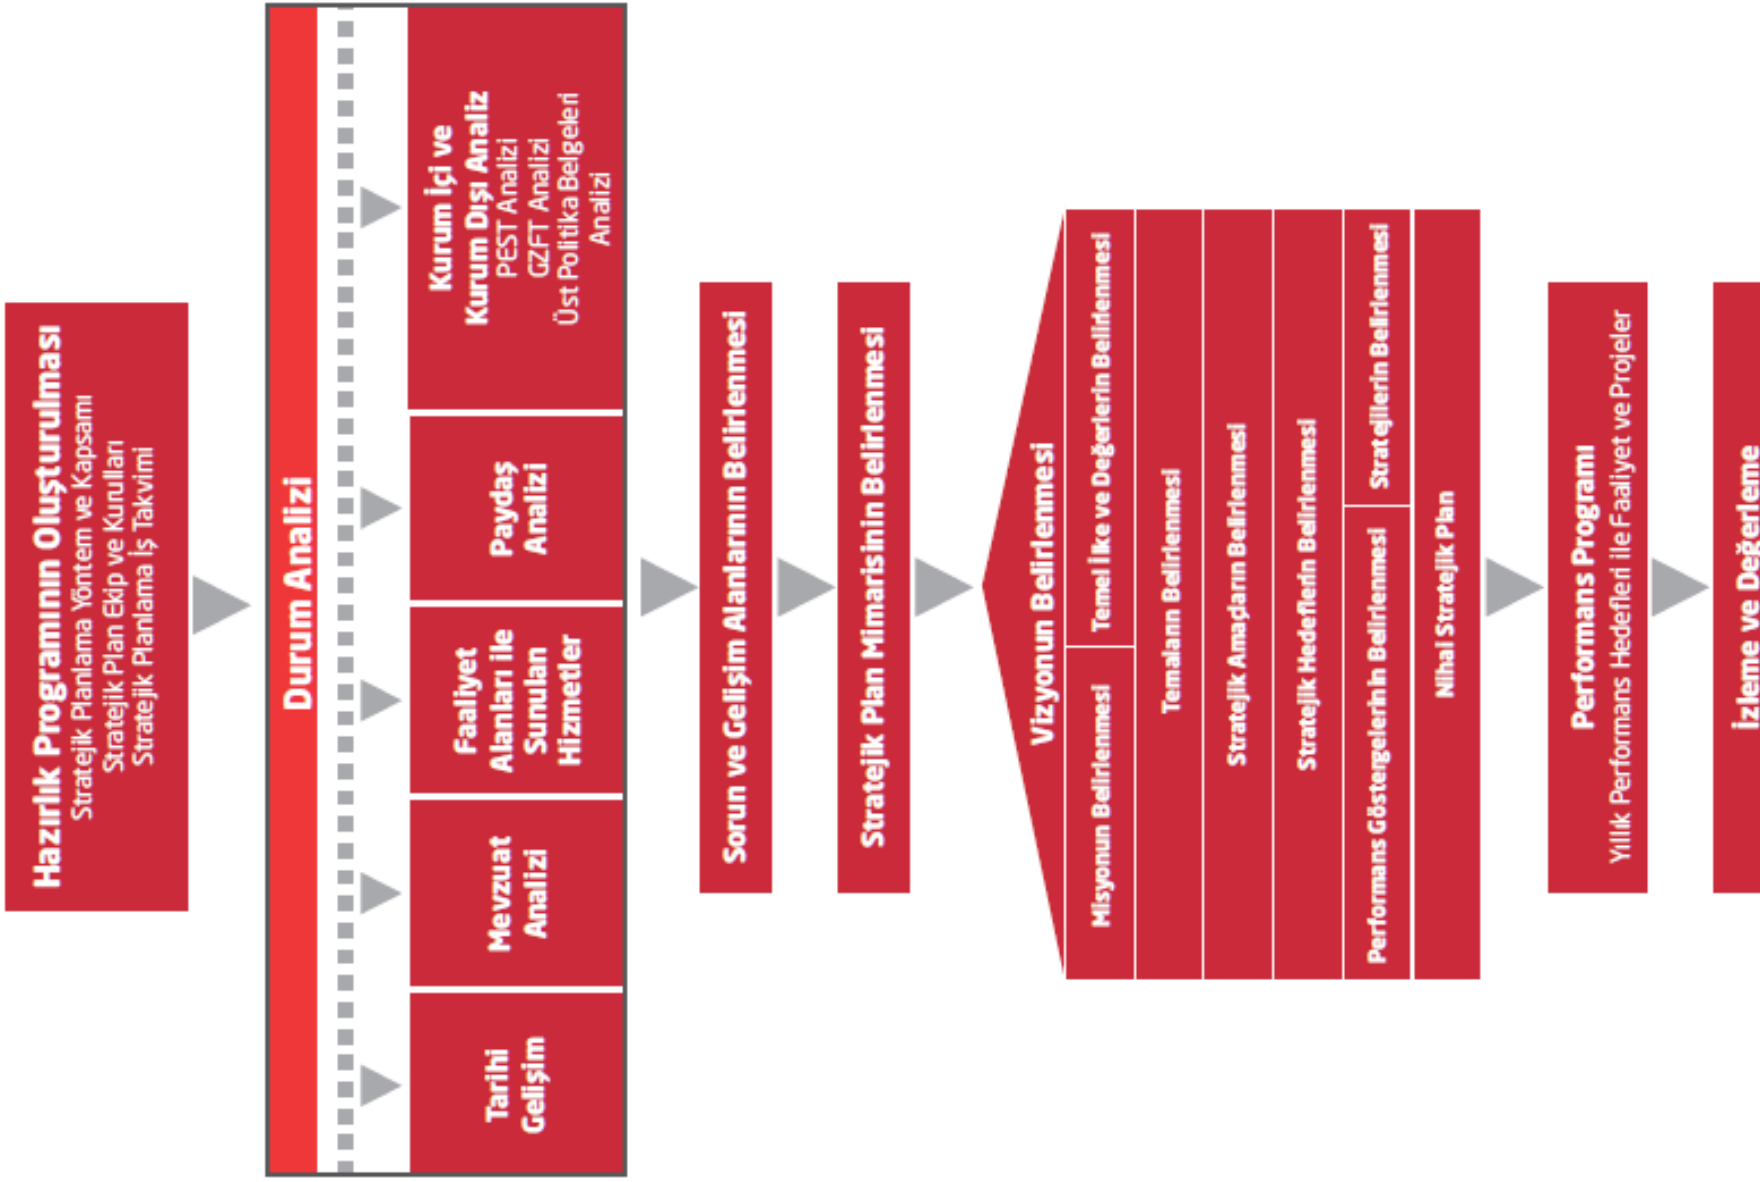 Hazırlık Programının Oluşturulması
Stratejik Planlama Yöntem ve Kapsamı
Stratejik Plan Ekip ve Kurulları
Stratejik Planlama İş Takvimi
Durum Analizi
Tarihi
Gelişim
Mevzuat
Analizi
Faaliyet
Alanları ile
Sunulan
Hizmetler
Paydaş
Analizi
Kurum İçi ve
Kurum Dışı Analiz
PEST Analizi
GZFT Analizi
Üst Politika Belgeleri
Analizi
Sorun ve Gelişim Alanlarının Belirlenmesi
Stratejik Plan Mimarisinin Belirlenmesi
Vizyonun Belirlenmesi
Misyonun Belirlenmesi
Temel İlke ve Değerlerin Belirlenmesi
Temaların Belirlenmesi
Stratejik Amaçların Belirlenmesi
Stratejik Hedeflerin Belirlenmesi
Performans Göstergelerinin Belirlenmesi
Stratejilerin Belirlenmesi
Nihai Stratejik Plan
Performans Programı
Yıllık Performans Hedefleri ile Faaliyet ve Projeler
İzleme ve Değerleme